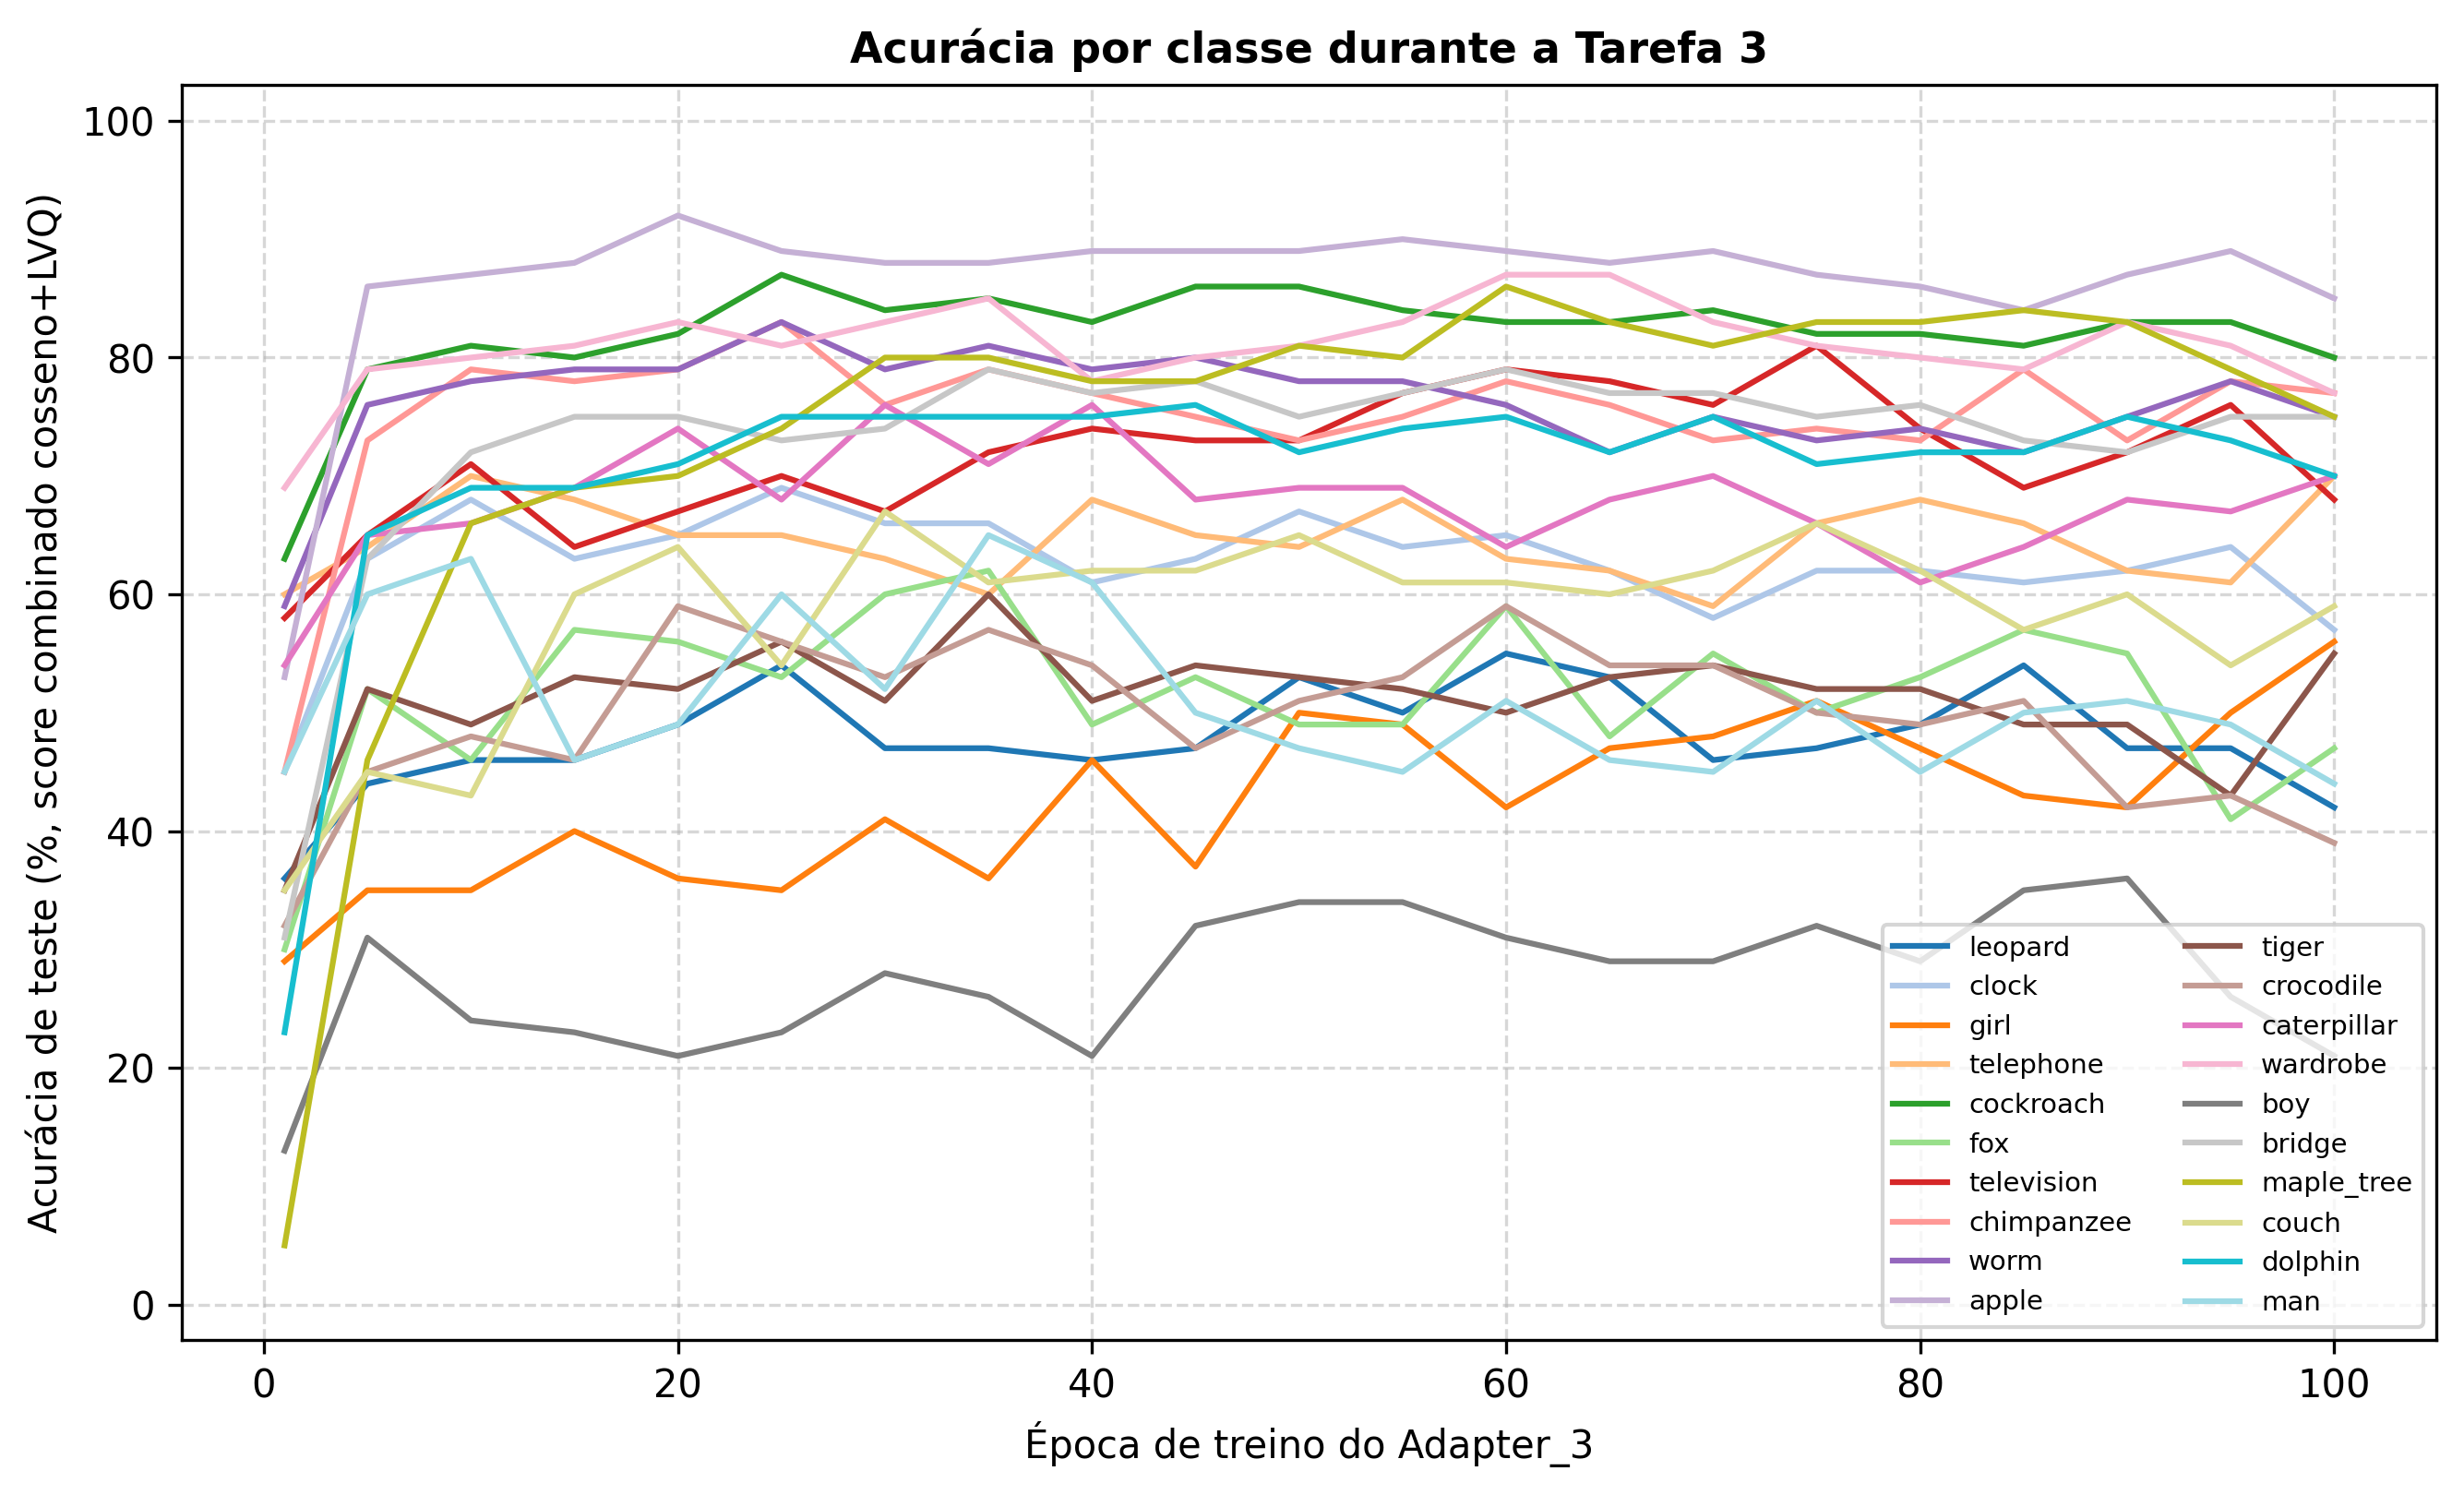 Acurácia por classe durante a Tarefa 3
Acurácia de teste (%, score combinado cosseno+LVQ)
100
80
60
40
20
0
0 20 40 60 80 100
Época de treino do Adapter_3
leopard
clock
girl
telephone
cockroach
fox
television
chimpanzee
worm
apple
tiger
crocodile
caterpillar
wardrobe
boy
bridge
maple_tree
couch
dolphin
man